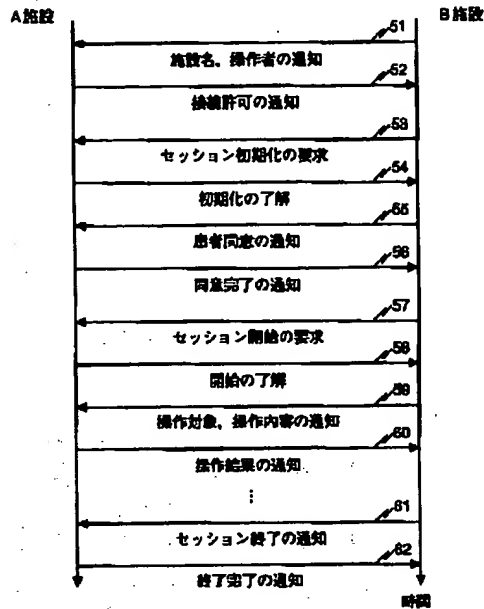 A施設
B施設
51
施設名、操作者の通知
52
接続許可の通知
53
セッション初期化の要求
54
初期化の了解
55
患者同意の通知
56
同意完了の通知
57
セッション開始の要求
58
開始の了解
59
操作対象、操作内容の通知
60
操作結果の通知
⋮
61
セッション終了の通知
62
終了完了の通知
時間